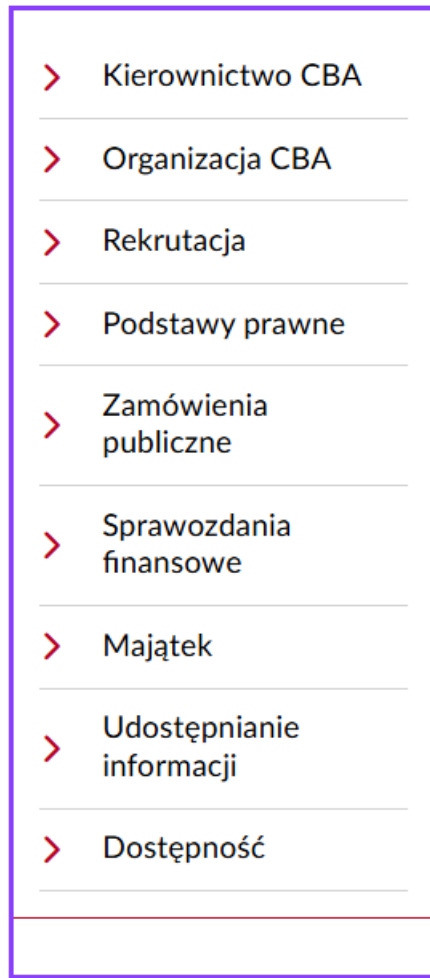 Kierownictwo CBA
Organizacja CBA
Rekrutacja
Podstawy prawne
Zamówienia
publiczne
Sprawozdania
finansowe
Majątek
Udostępnianie
informacji
Dostępność